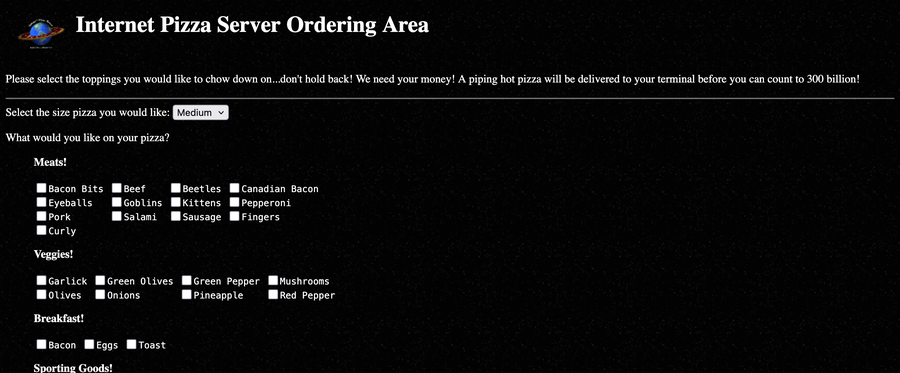 Internet Pizza Server Ordering Area
Please select the toppings you would like to chow down on...don't hold back! We need your money! A piping hot pizza will be delivered to your terminal before you can count to 300 billion!
Select the size pizza you would like: Medium
What would you like on your pizza?
Meats!
Bacon Bits Beef Beetles Canadian Bacon
Eyeballs Goblins Kittens Pepperoni
Pork Salami Sausage Fingers
Curly
Veggies!
Garlick Green Olives Green Pepper Mushrooms
Olives Onions Pineapple Red Pepper
Breakfast!
Bacon Eggs Toast
Sporting Goods!